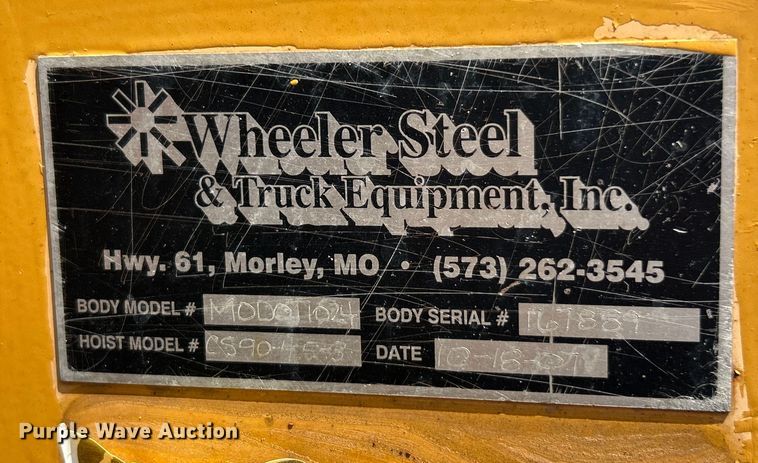 Wheeler Steel
& Truck Equipment, Inc.
Hwy. 61, Morley, MO • (573) 262-3545
BODY MODEL # MODOT1024 BODY SERIAL #
HOIST MODEL # DATE
Purple Wave Auction